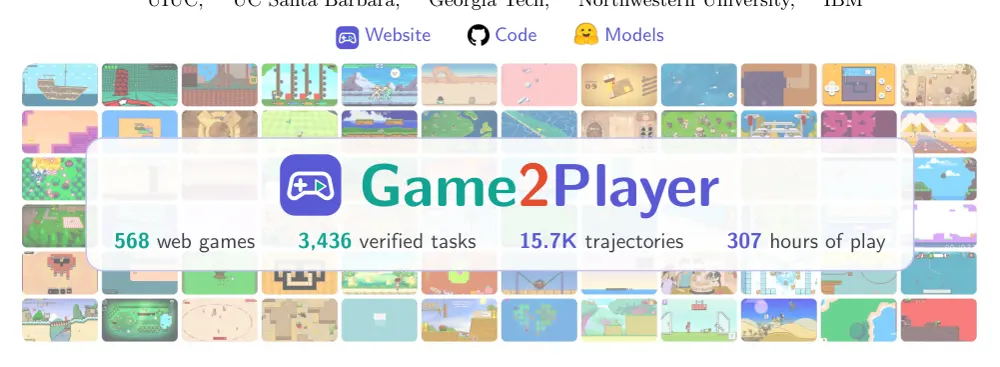 UIUC, UC Santa Barbara, Georgia Tech, Northwestern University, IBM
Website Code Models
Game2Player
568 web games 3,436 verified tasks 15.7K trajectories 307 hours of play